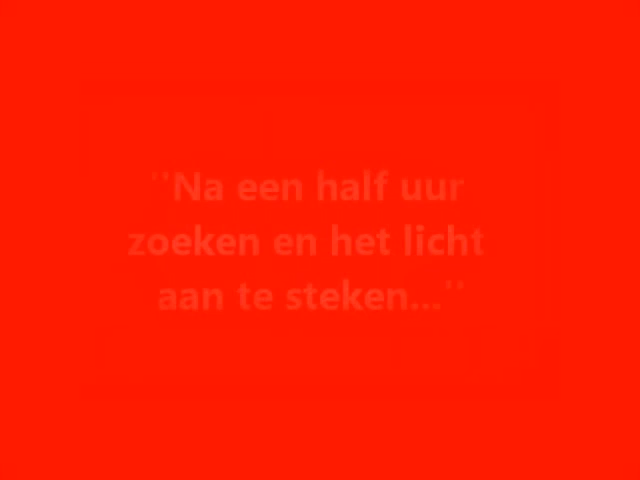 ''Na een half uur
zoeken en het licht
aan te steken...''